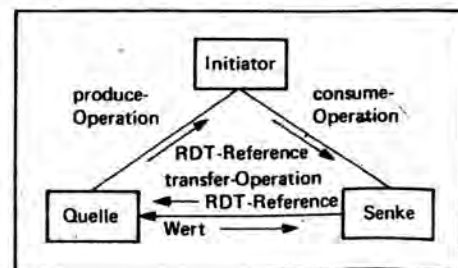 Initiator
produce-
Operation
consume-
Operation
RDT-Reference
transfer-Operation
RDT-Reference
Quelle
Senke
Wert